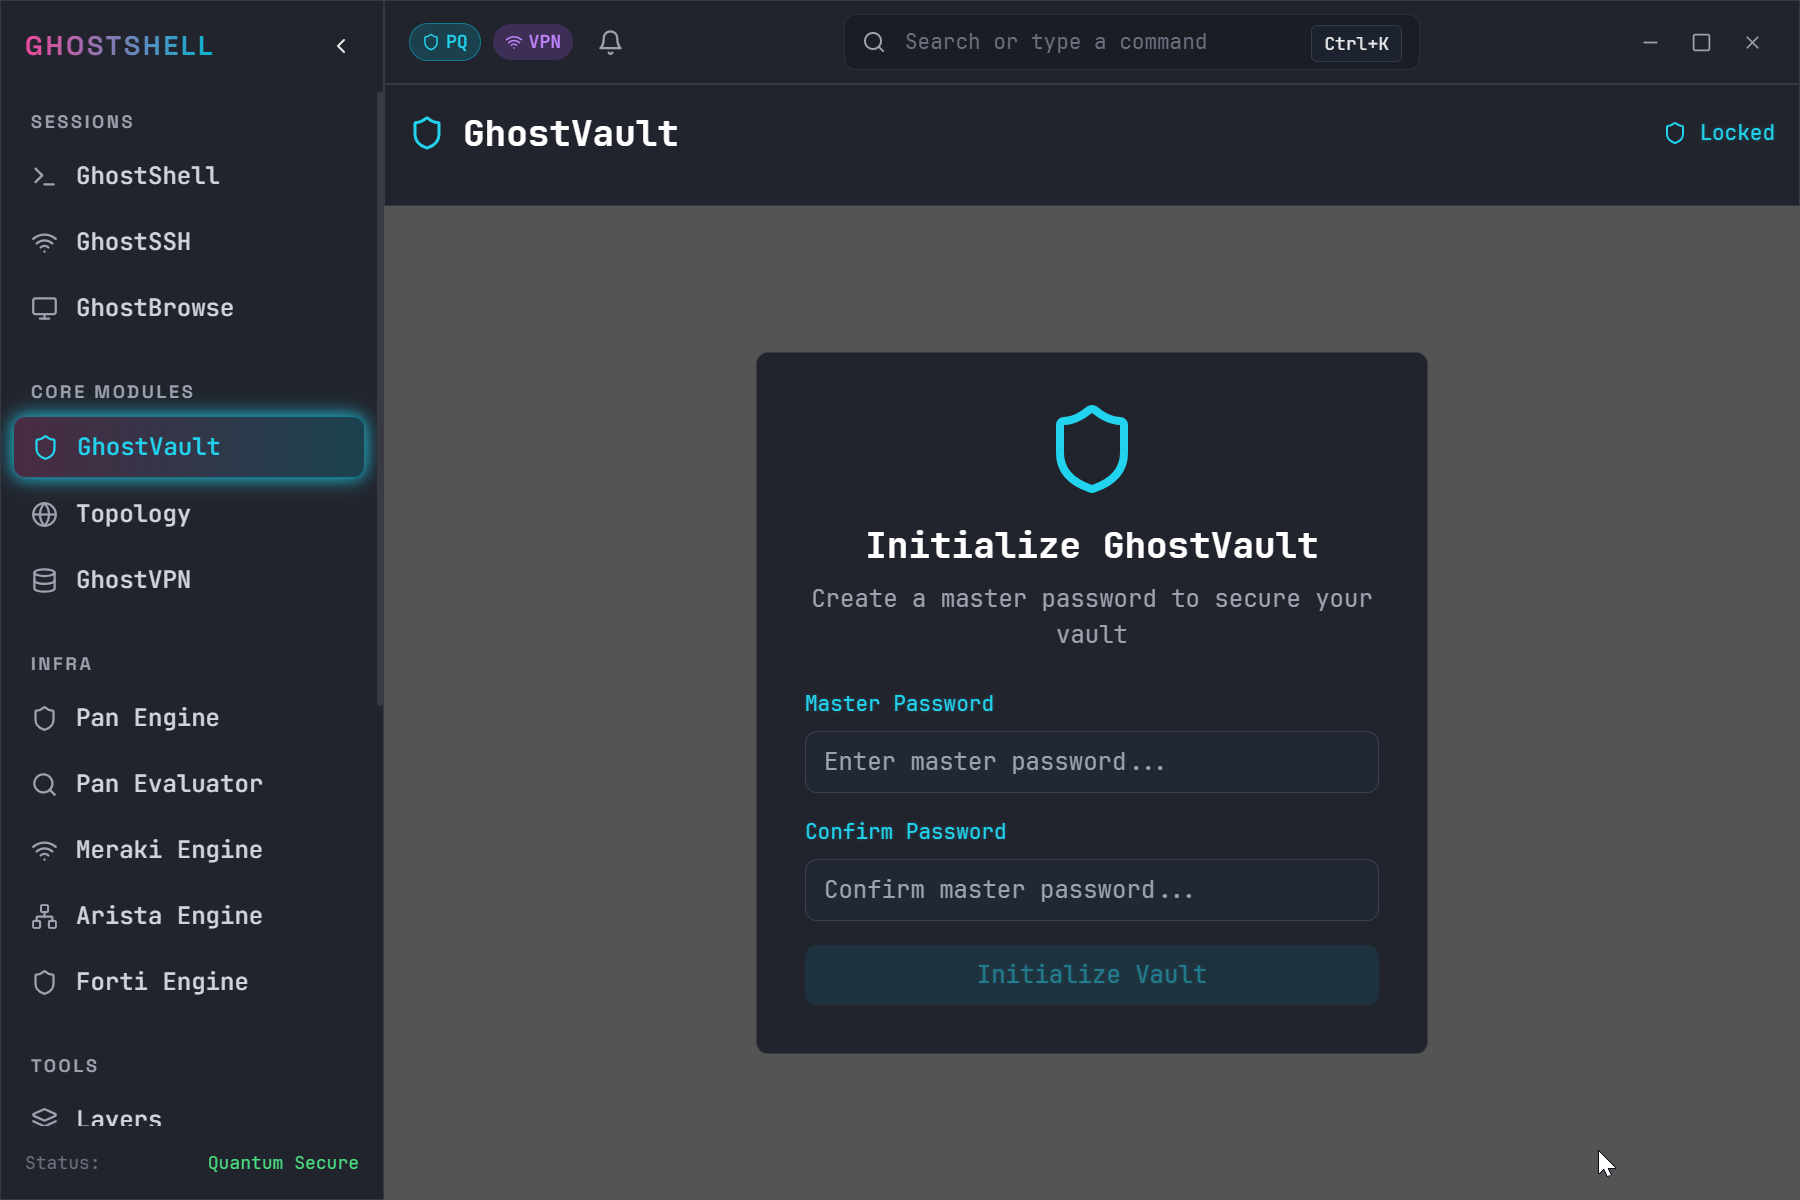 GHOSTSHELL
SESSIONS
GhostShell
GhostSSH
GhostBrowse
CORE MODULES
GhostVault
Topology
GhostVPN
INFRA
Pan Engine
Pan Evaluator
Meraki Engine
Arista Engine
Forti Engine
TOOLS
Layers
Status: Quantum Secure
PQ VPN Search or type a command Ctrl+K
GhostVault
Locked
Initialize GhostVault
Create a master password to secure your
vault
Master Password
Enter master password...
Confirm Password
Confirm master password...
Initialize Vault